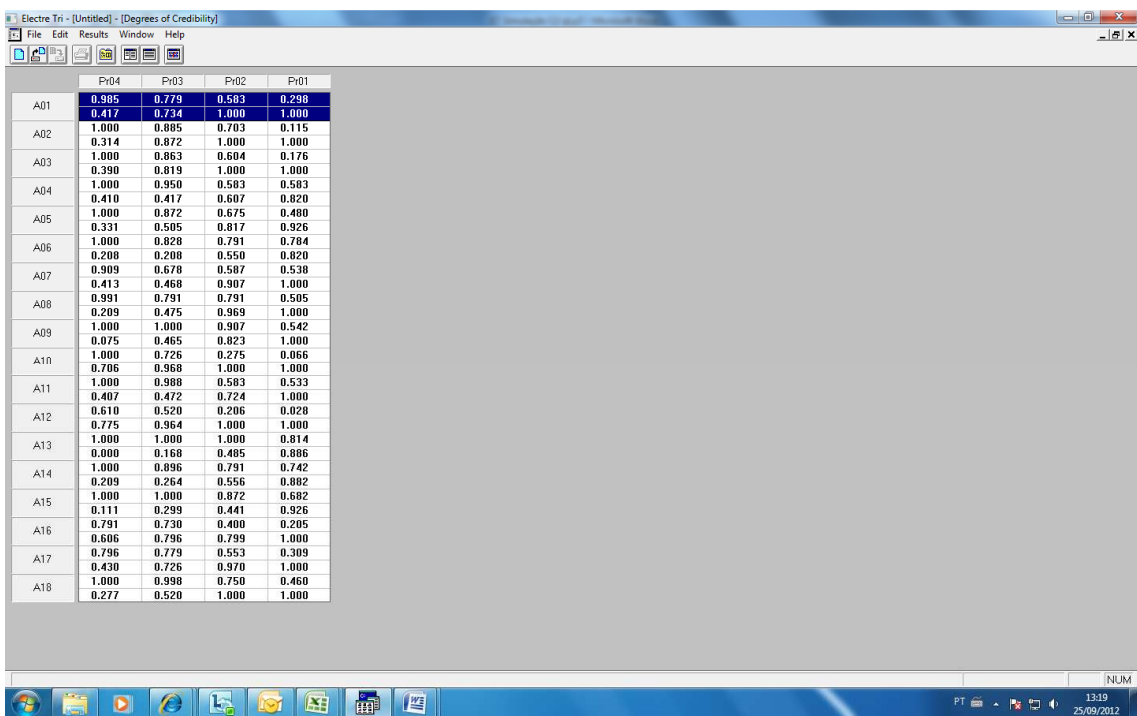 Electre Tri - [Untitled] - [Degrees of Credibility]
File Edit Results Window Help
Pr04 Pr03 Pr02 Pr01
A01 0.985 0.779 0.583 0.298
0.417 0.734 1.000 1.000
A02 1.000 0.885 0.703 0.115
0.314 0.872 1.000 1.000
A03 1.000 0.863 0.604 0.176
0.390 0.819 1.000 1.000
A04 1.000 0.950 0.583 0.583
0.410 0.417 0.607 0.820
A05 1.000 0.872 0.675 0.480
0.331 0.505 0.817 0.926
A06 1.000 0.828 0.791 0.784
0.208 0.208 0.550 0.820
A07 0.909 0.678 0.587 0.538
0.413 0.468 0.907 1.000
A08 0.991 0.791 0.791 0.505
0.209 0.475 0.969 1.000
A09 1.000 1.000 0.907 0.542
0.075 0.465 0.823 1.000
A10 1.000 0.726 0.275 0.066
0.706 0.968 1.000 1.000
A11 1.000 0.988 0.583 0.533
0.407 0.472 0.724 1.000
A12 0.610 0.520 0.206 0.028
0.775 0.964 1.000 1.000
A13 1.000 1.000 1.000 0.814
0.000 0.168 0.485 0.886
A14 1.000 0.896 0.791 0.742
0.209 0.264 0.556 0.882
A15 1.000 1.000 0.872 0.682
0.111 0.299 0.441 0.926
A16 0.791 0.730 0.400 0.205
0.606 0.796 0.799 1.000
A17 0.796 0.779 0.553 0.309
0.430 0.726 0.970 1.000
A18 1.000 0.998 0.750 0.460
0.277 0.520 1.000 1.000
NUM
PT 13:19
25/09/2012